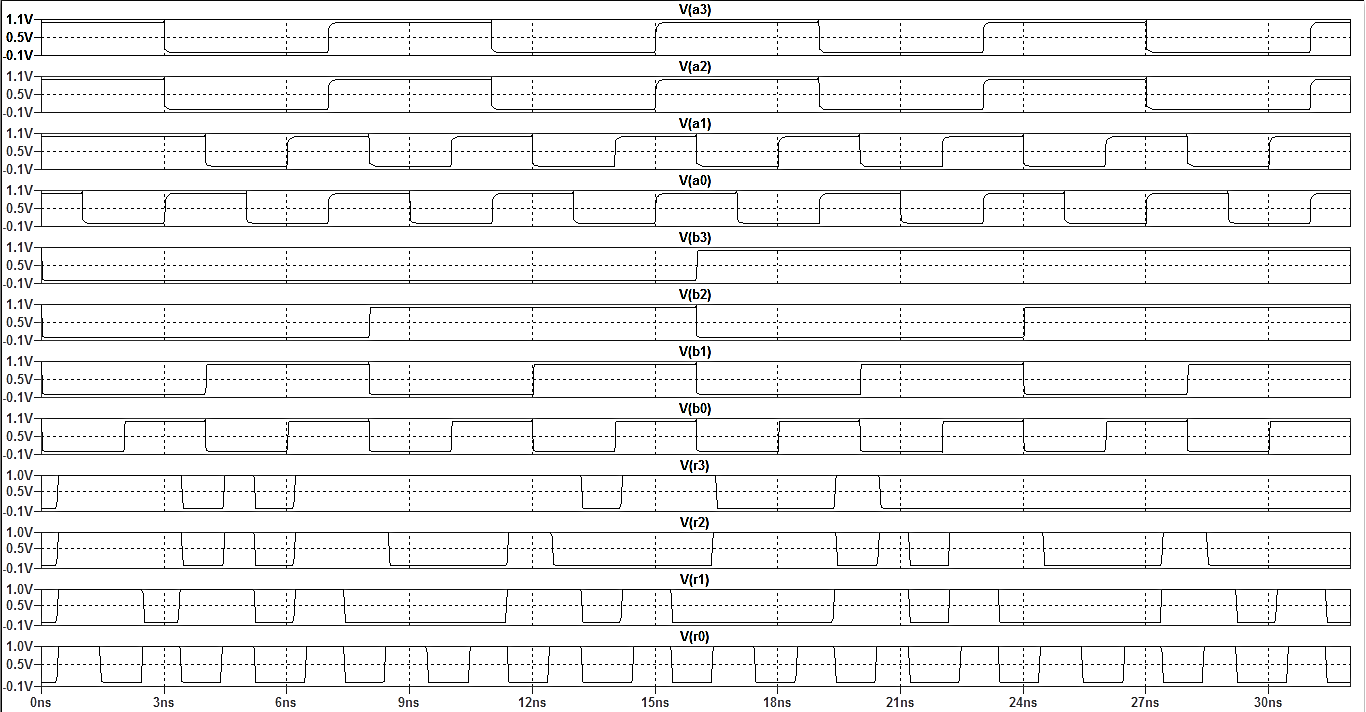 V(a3)
1.1V
0.5V
-0.1V
V(a2)
1.1V
0.5V
-0.1V
V(a1)
1.1V
0.5V
-0.1V
V(a0)
1.1V
0.5V
-0.1V
V(b3)
1.1V
0.5V
-0.1V
V(b2)
1.1V
0.5V
-0.1V
V(b1)
1.1V
0.5V
-0.1V
V(b0)
1.1V
0.5V
-0.1V
V(r3)
1.0V
0.5V
-0.1V
V(r2)
1.0V
0.5V
-0.1V
V(r1)
1.0V
0.5V
-0.1V
V(r0)
1.0V
0.5V
-0.1V
0ns 3ns 6ns 9ns 12ns 15ns 18ns 21ns 24ns 27ns 30ns